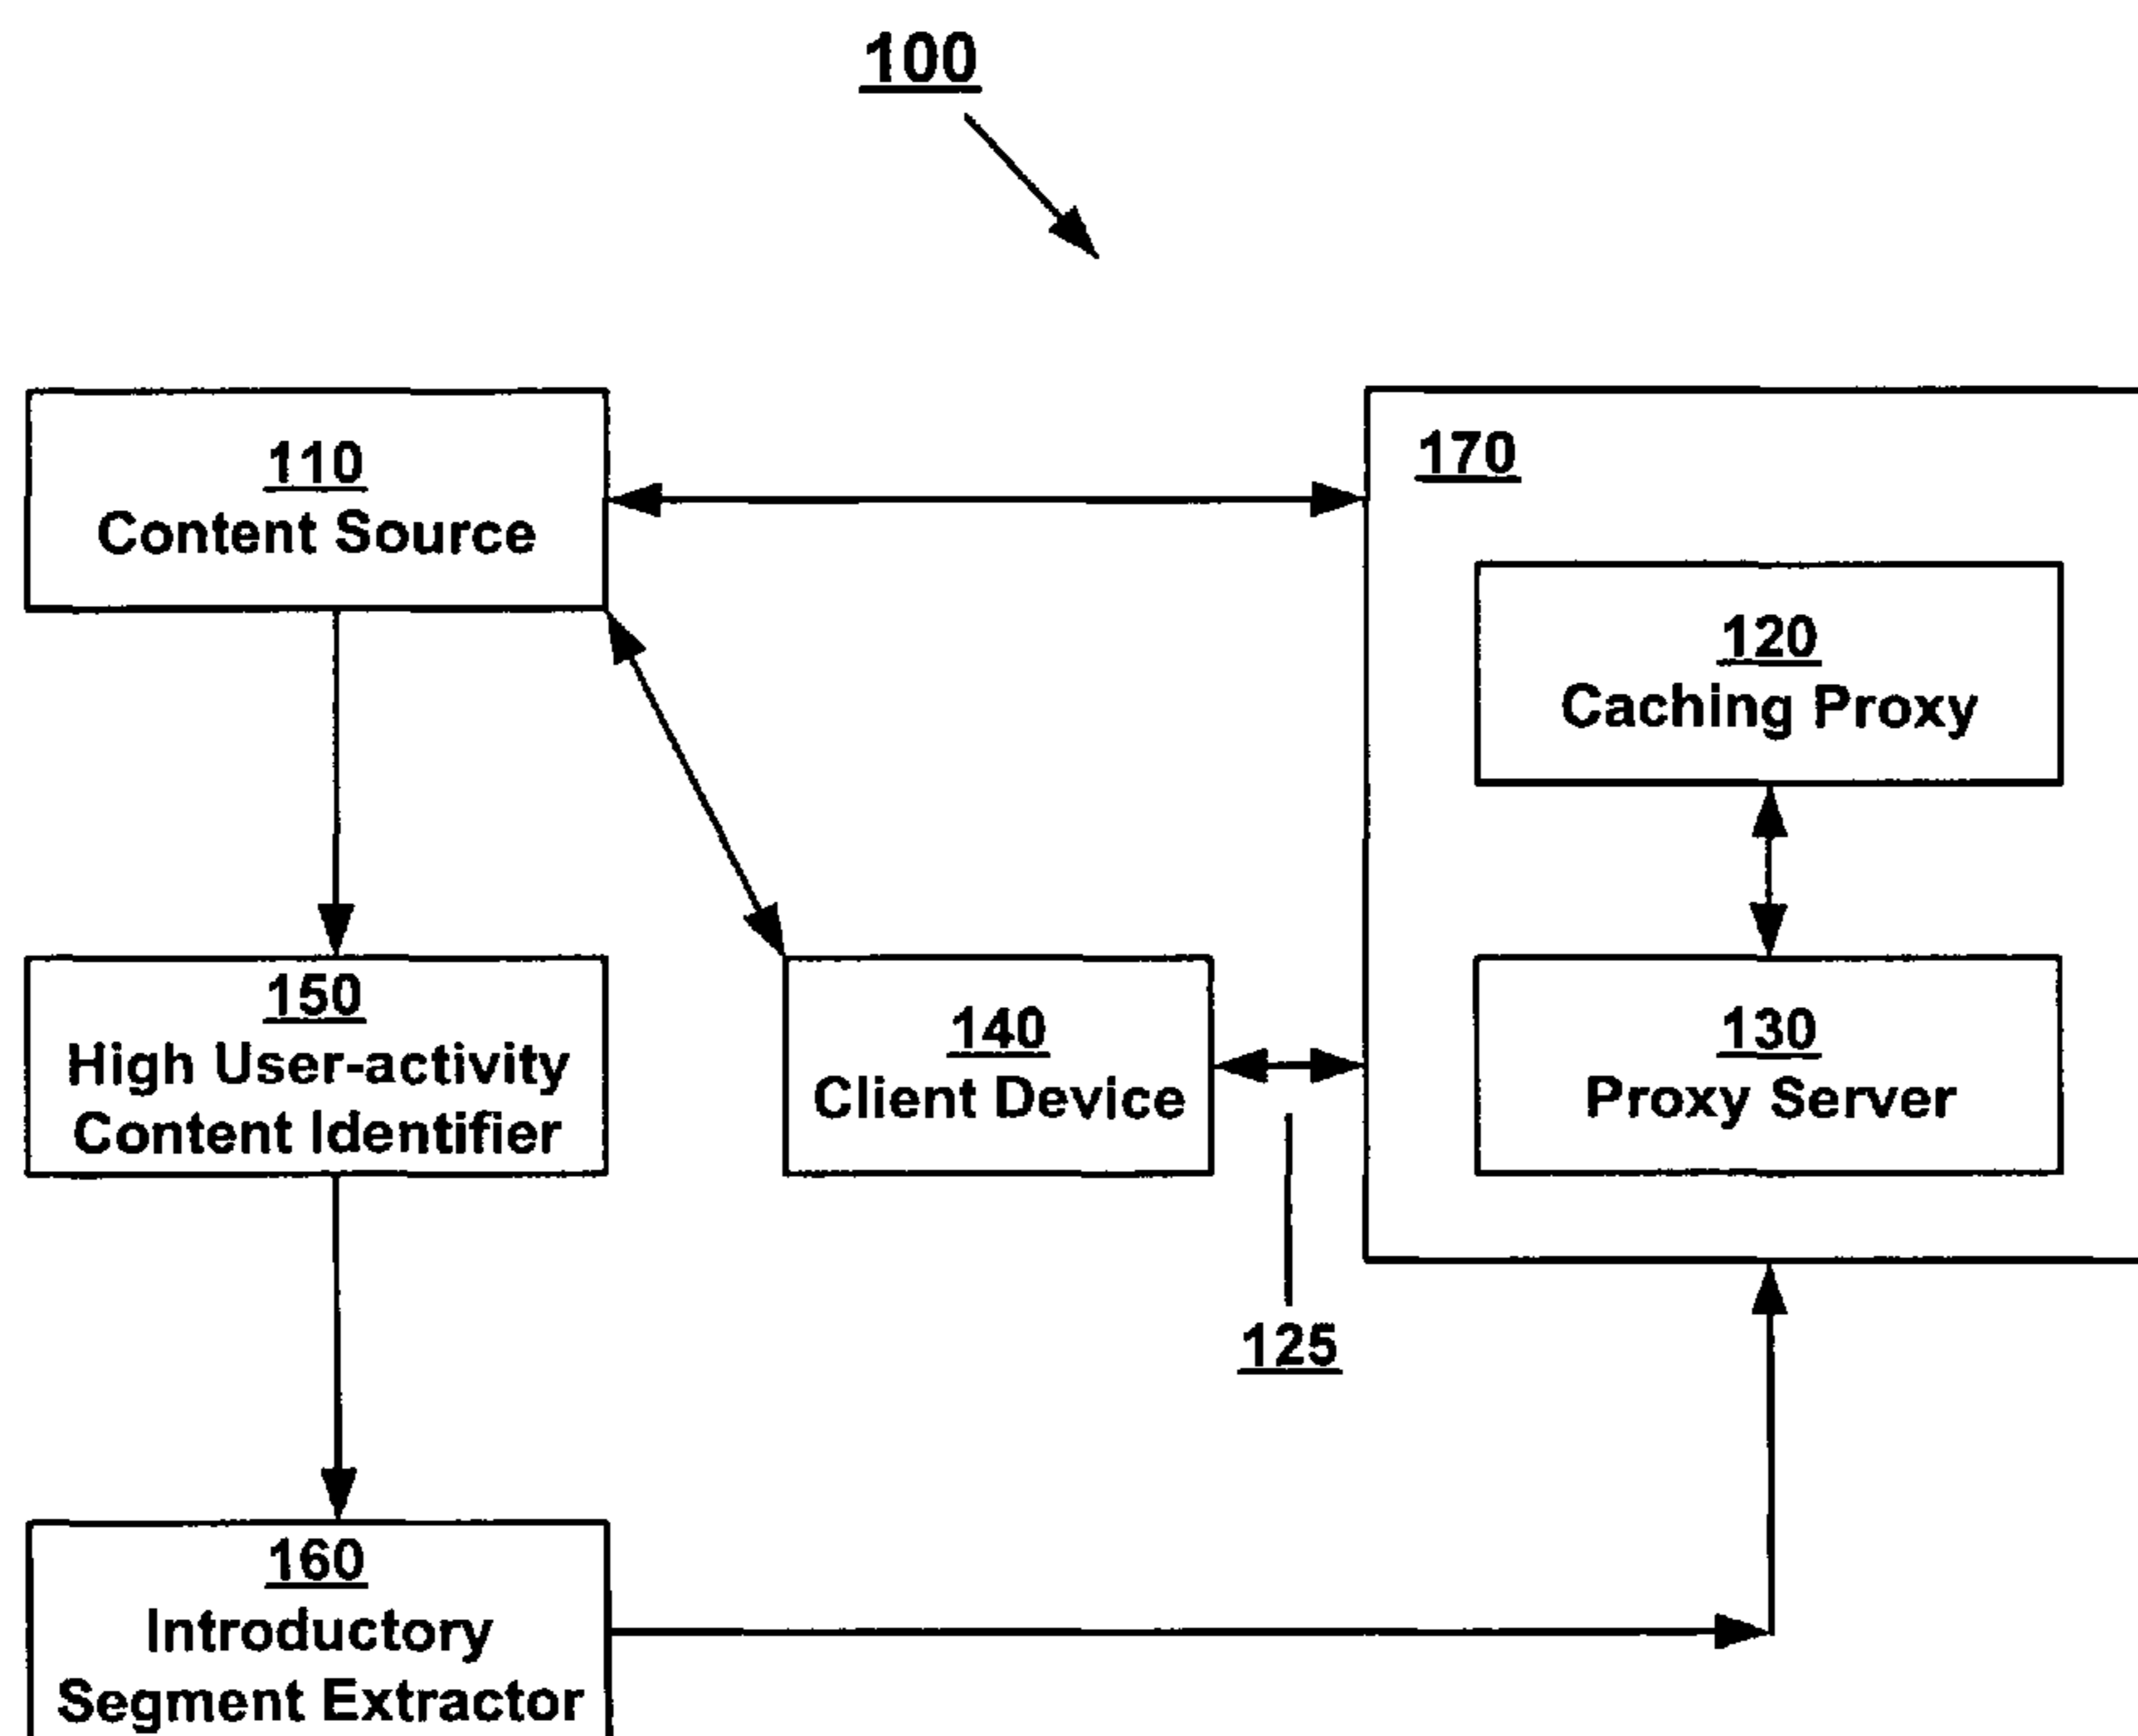 100
110
Content Source
170
120
Caching Proxy
150
High User-activity
Content Identifier
140
Client Device
130
Proxy Server
125
160
Introductory
Segment Extractor